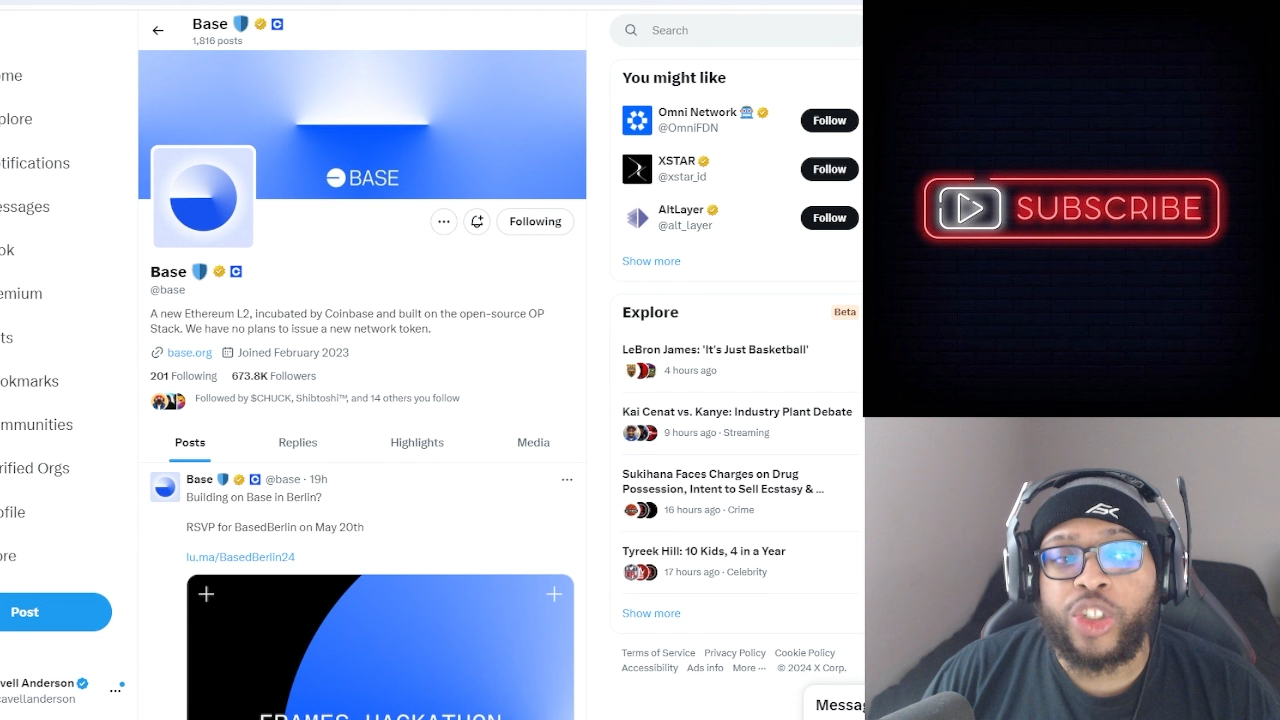 Base
1,816 posts
ome
plore
otifications
essages
ok
emium
ts
okmarks
mmunities
rified Orgs
ofile
ore
Post
vell Anderson
cavellanderson
BASE
Following
Base
@base
A new Ethereum L2, incubated by Coinbase and built on the open-source OP
Stack. We have no plans to issue a new network token.
base.org Joined February 2023
201 Following 673.8K Followers
Followed by $CHUCK, Shibtoshi™, and 14 others you follow
Posts Replies Highlights Media
Base @base · 19h
Building on Base in Berlin?
RSVP for BasedBerlin on May 20th
lu.ma/BasedBerlin24
FRAMES HACKATHON
Search
You might like
Omni Network
@OmniFDN
Follow
XSTAR
@xstar_id
Follow
AltLayer
@alt_layer
Follow
Show more
Explore
Beta
LeBron James: 'It's Just Basketball'
4 hours ago
Kai Cenat vs. Kanye: Industry Plant Debate
9 hours ago · Streaming
Sukihana Faces Charges on Drug
Possession, Intent to Sell Ecstasy & ...
16 hours ago · Crime
Tyreek Hill: 10 Kids, 4 in a Year
17 hours ago · Celebrity
Show more
Terms of Service Privacy Policy Cookie Policy
Accessibility Ads info More ··· © 2024 X Corp.
Messa
SUBSCRIBE